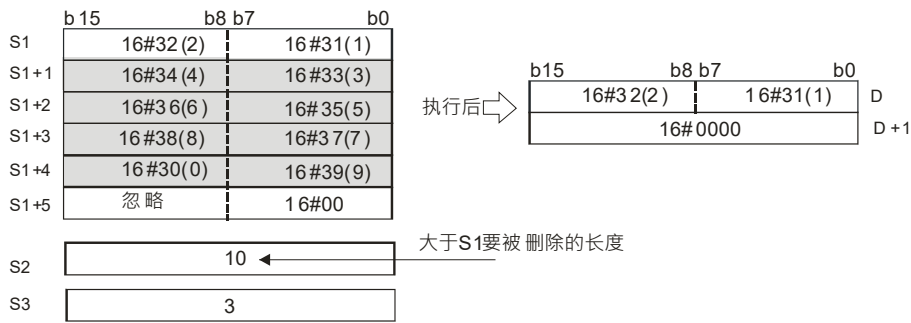 b 15 b8 b7 b0
S1 16#32(2) 16#31(1)
S1+1 16#34(4) 16#33(3)
S1+2 16#36(6) 16#35(5)
S1+3 16#38(8) 16#37(7)
S1+4 16#30(0) 16#39(9)
S1+5 忽略 16#00
执行后
b15 b8 b7 b0
16#32(2) 16#31(1) D
16#0000 D+1
大于S1要被删除的长度
S2 10
S3 3